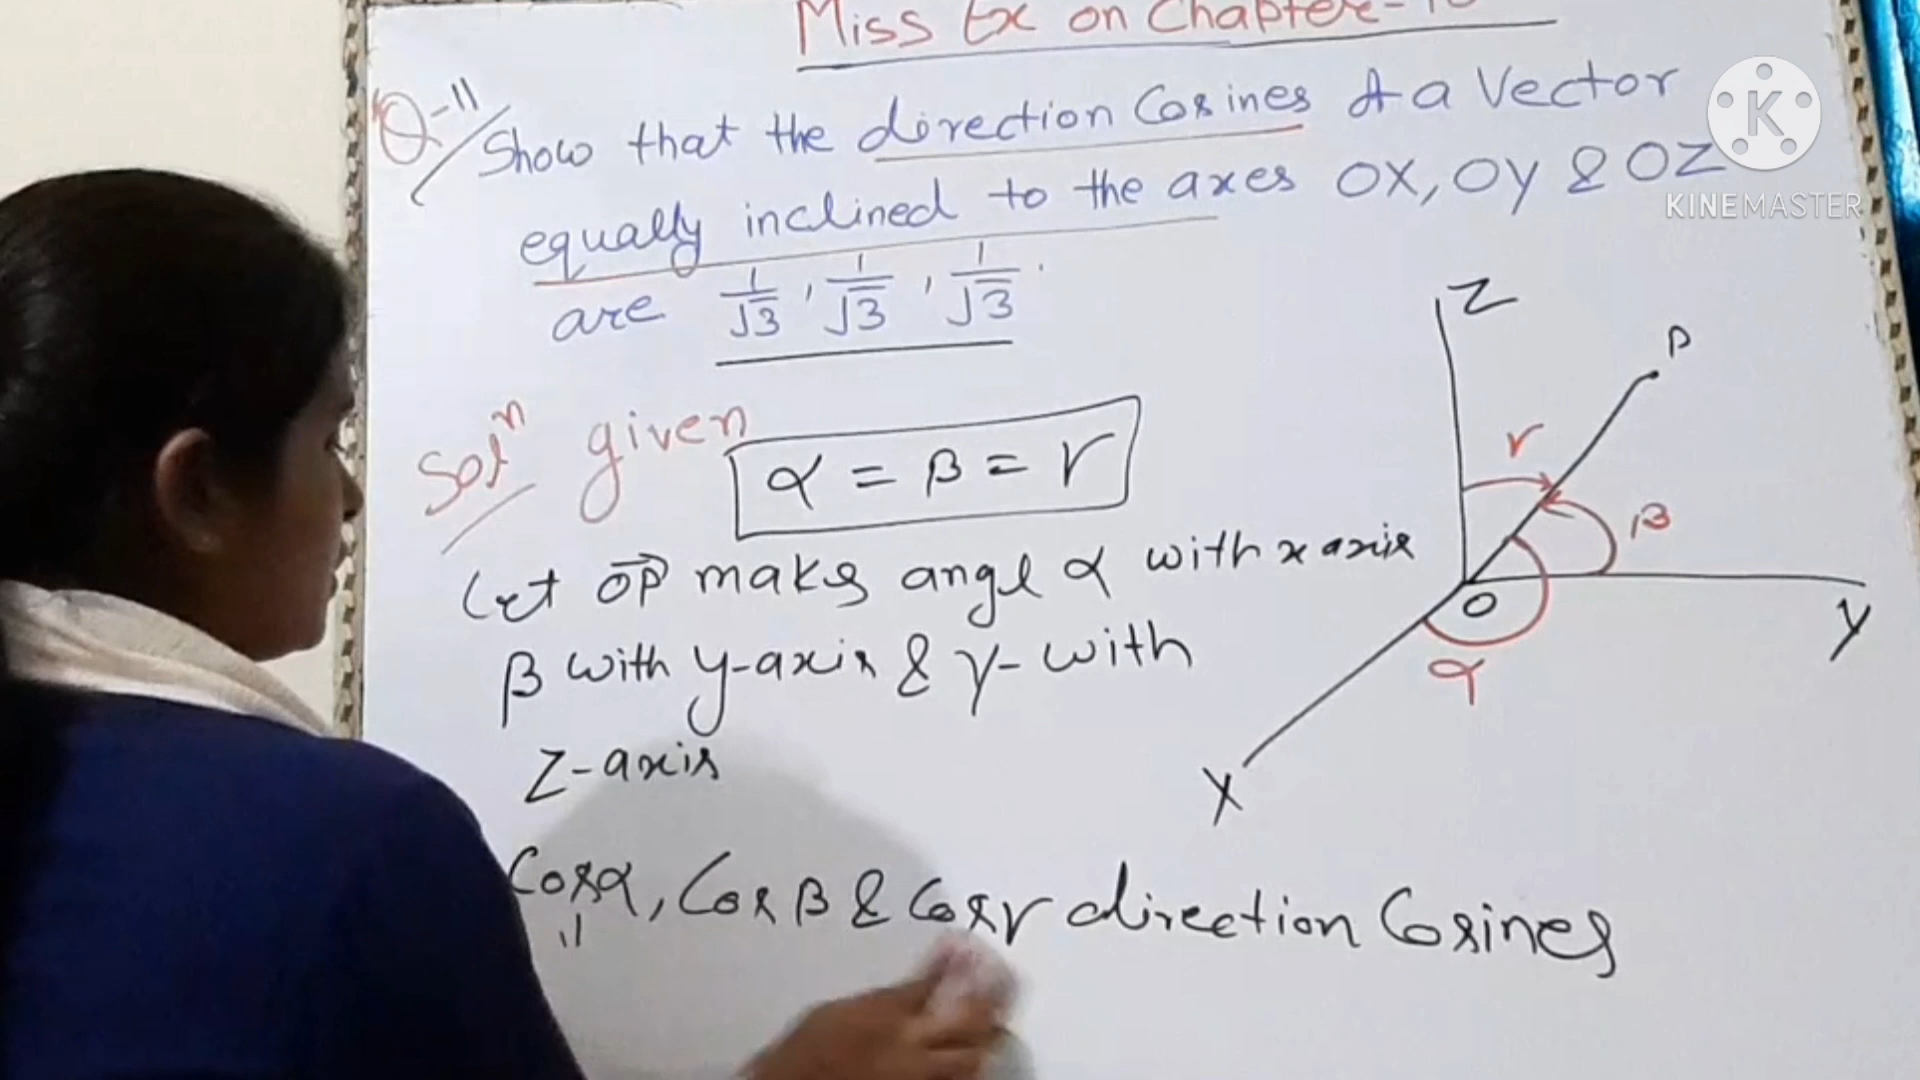 Miss Ex on Chapter-10
Q-11 Show that the direction Cosines of a Vector
equally inclined to the axes OX, OY & OZ
are 1/√3, 1/√3, 1/√3.
Solⁿ given α = β = γ
Let OP⃗ makes angle α with x axis
β with y-axis & γ- with
Z-axis
Cosα, Cosβ & Cosγ direction Cosines
Z
P
γ
β
O
Y
α
X
K
KINEMASTER